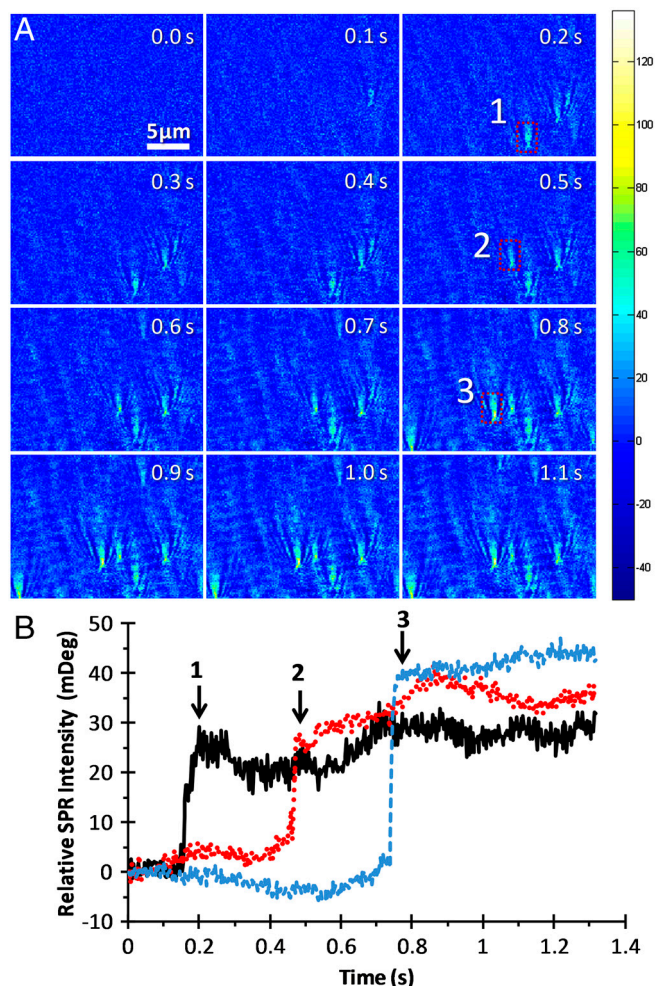 A
0.0 s
0.1 s
0.2 s
5μm
1
0.3 s
0.4 s
0.5 s
2
0.6 s
0.7 s
0.8 s
3
0.9 s
1.0 s
1.1 s
120
100
80
60
40
20
0
-20
-40
B
Relative SPR Intensity (mDeg)
50
40
30
20
10
0
-10
1
2
3
0
0.2
0.4
0.6
0.8
1
1.2
1.4
Time (s)